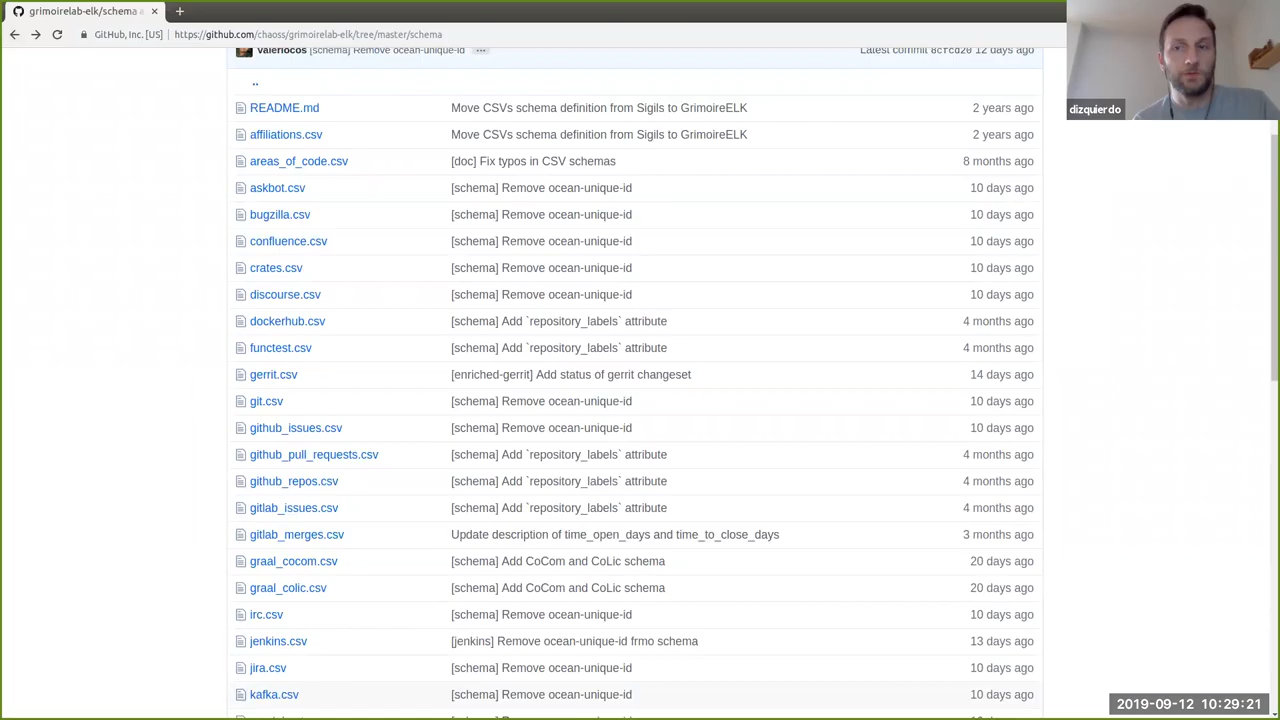 grimoirelab-elk/schema a
GitHub, Inc. [US] https://github.com/chaoss/grimoirelab-elk/tree/master/schema
valeriocos [schema] Remove ocean-unique-id ... Latest commit 8cfcd20 12 days ago
..
README.md Move CSVs schema definition from Sigils to GrimoireELK 2 years ago
affiliations.csv Move CSVs schema definition from Sigils to GrimoireELK 2 years ago
areas_of_code.csv [doc] Fix typos in CSV schemas 8 months ago
askbot.csv [schema] Remove ocean-unique-id 10 days ago
bugzilla.csv [schema] Remove ocean-unique-id 10 days ago
confluence.csv [schema] Remove ocean-unique-id 10 days ago
crates.csv [schema] Remove ocean-unique-id 10 days ago
discourse.csv [schema] Remove ocean-unique-id 10 days ago
dockerhub.csv [schema] Add `repository_labels` attribute 4 months ago
functest.csv [schema] Add `repository_labels` attribute 4 months ago
gerrit.csv [enriched-gerrit] Add status of gerrit changeset 14 days ago
git.csv [schema] Remove ocean-unique-id 10 days ago
github_issues.csv [schema] Remove ocean-unique-id 10 days ago
github_pull_requests.csv [schema] Add `repository_labels` attribute 4 months ago
github_repos.csv [schema] Add `repository_labels` attribute 4 months ago
gitlab_issues.csv [schema] Add `repository_labels` attribute 4 months ago
gitlab_merges.csv Update description of time_open_days and time_to_close_days 3 months ago
graal_cocom.csv [schema] Add CoCom and CoLic schema 20 days ago
graal_colic.csv [schema] Add CoCom and CoLic schema 20 days ago
irc.csv [schema] Remove ocean-unique-id 10 days ago
jenkins.csv [jenkins] Remove ocean-unique-id frmo schema 13 days ago
jira.csv [schema] Remove ocean-unique-id 10 days ago
kafka.csv [schema] Remove ocean-unique-id 10 days ago
dizquierdo
2019-09-12 10:29:21